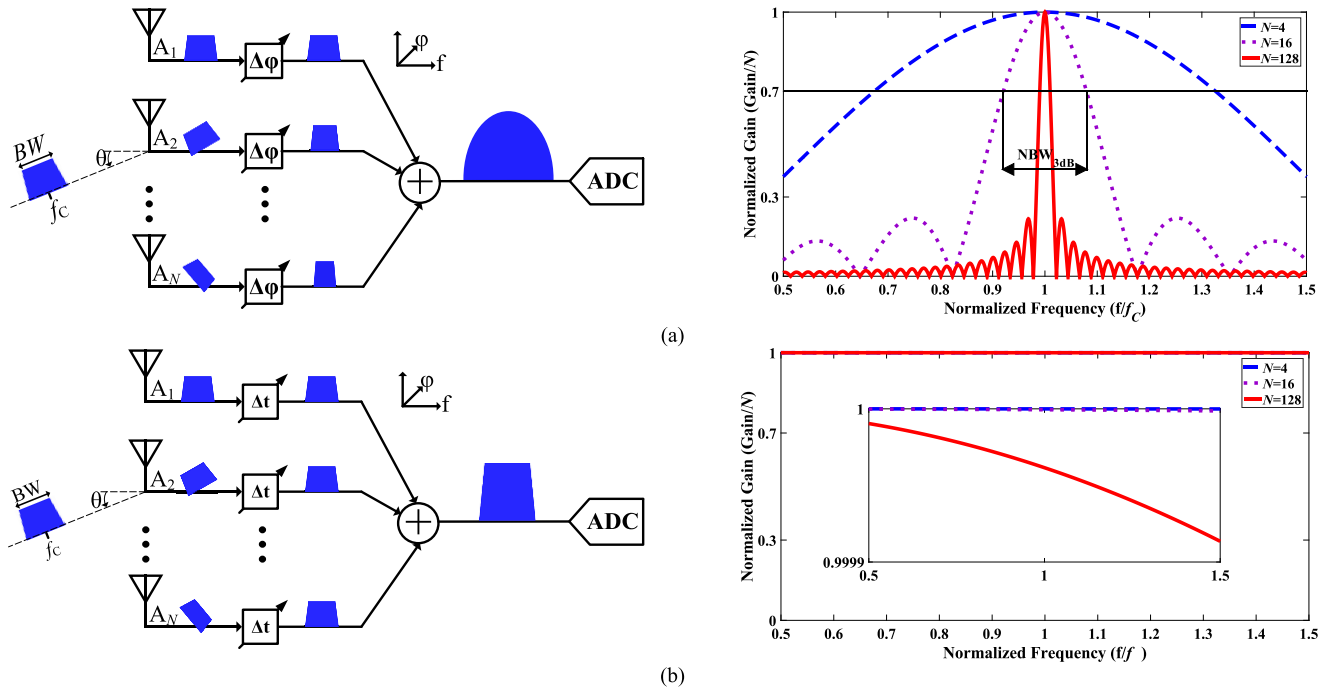 A1
Δφ
φ
f
A2
Δφ
BW
θ
fC
ADC
AN
Δφ
Normalized Gain (Gain/N)
1
0.7
0.3
0
N=4
N=16
N=128
NBW3dB
0.5 0.6 0.7 0.8 0.9 1 1.1 1.2 1.3 1.4 1.5
Normalized Frequency (f/fC)
(a)
A1
Δt
φ
f
A2
Δt
BW
θ
fC
ADC
AN
Δt
Normalized Gain (Gain/N)
1
0.7
0.3
0
N=4
N=16
N=128
1
0.9999
0.5 1 1.5
0.5 0.6 0.7 0.8 0.9 1 1.1 1.2 1.3 1.4 1.5
Normalized Frequency (f/f )
(b)